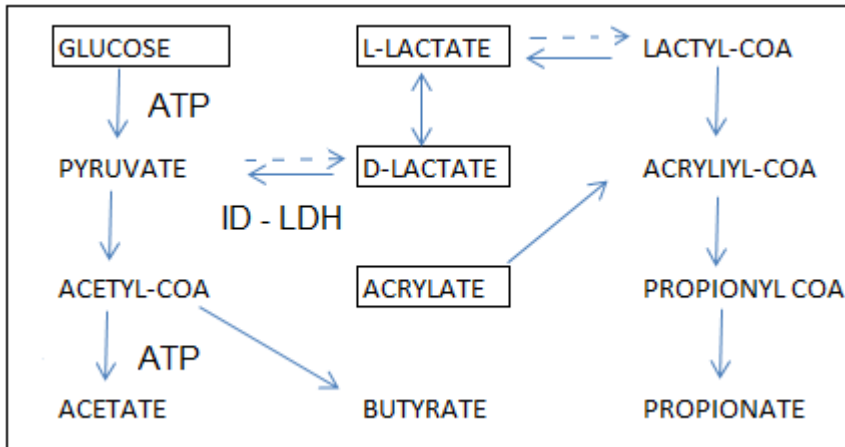 GLUCOSE L-LACTATE LACTYL-COA
ATP
PYRUVATE D-LACTATE ACRYLIYL-COA
ID - LDH
ACETYL-COA ACRYLATE PROPIONYL COA
ATP
ACETATE BUTYRATE PROPIONATE